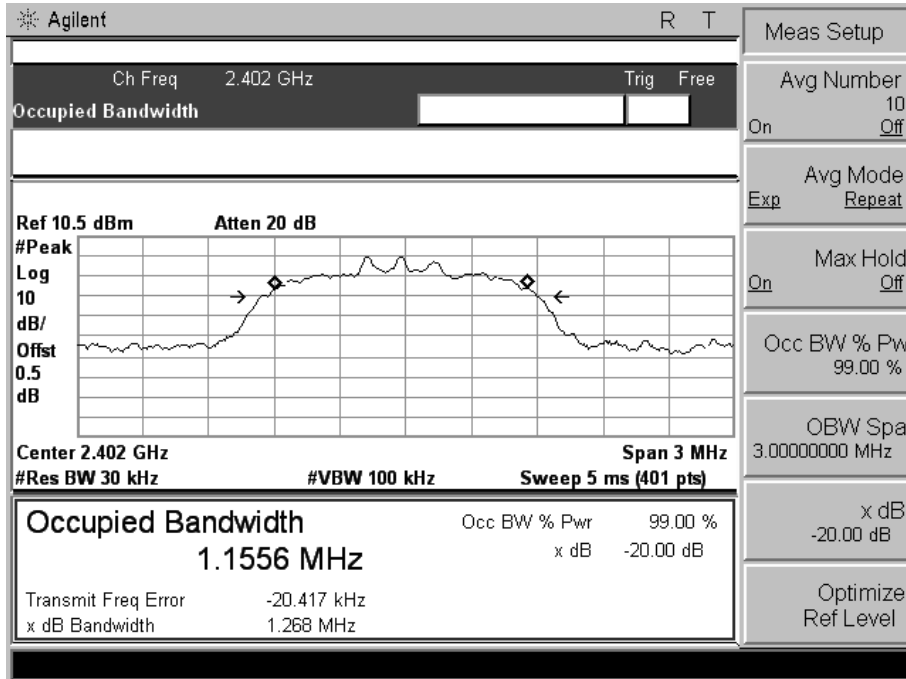 Agilent R T
Ch Freq 2.402 GHz Trig Free
Occupied Bandwidth
Ref 10.5 dBm Atten 20 dB
#Peak
Log
10
dB/
Offst
0.5
dB
Center 2.402 GHz Span 3 MHz
#Res BW 30 kHz #VBW 100 kHz Sweep 5 ms (401 pts)
Occupied Bandwidth
1.1556 MHz
Occ BW % Pwr 99.00 %
x dB -20.00 dB
Transmit Freq Error -20.417 kHz
x dB Bandwidth 1.268 MHz
Meas Setup
Avg Number
10
On Off
Avg Mode
Exp Repeat
Max Hold
On Off
Occ BW % Pw
99.00 %
OBW Spa
3.00000000 MHz
x dB
-20.00 dB
Optimize
Ref Level